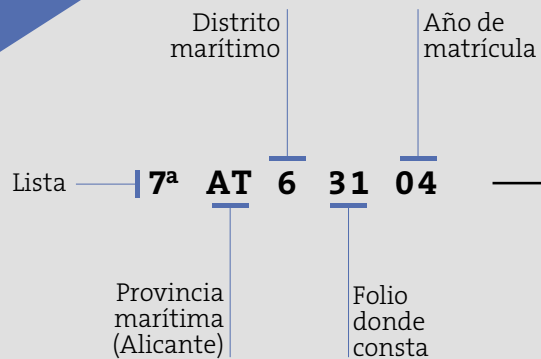 Distrito
marítimo
Año de
matrícula
Lista
7ª AT 6 31 04
Provincia
marítima
(Alicante)
Folio
donde
consta